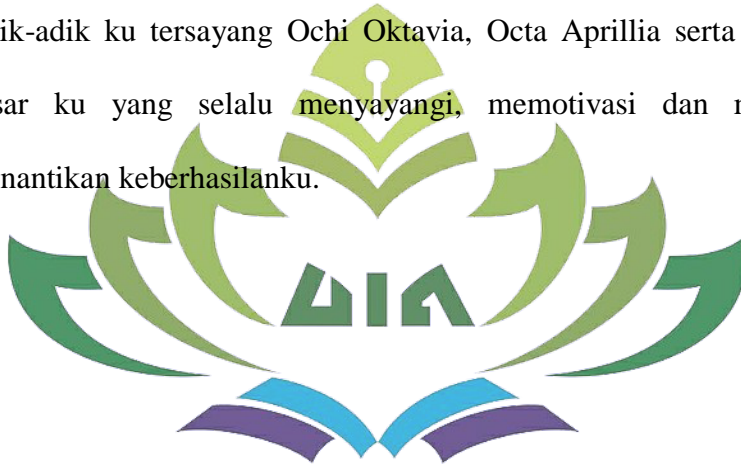 ik-adik ku tersayang Ochi Oktavia, Octa Aprillia serta
sar ku yang selalu menyayangi, memotivasi dan
nantikan keberhasilanku.
UIN